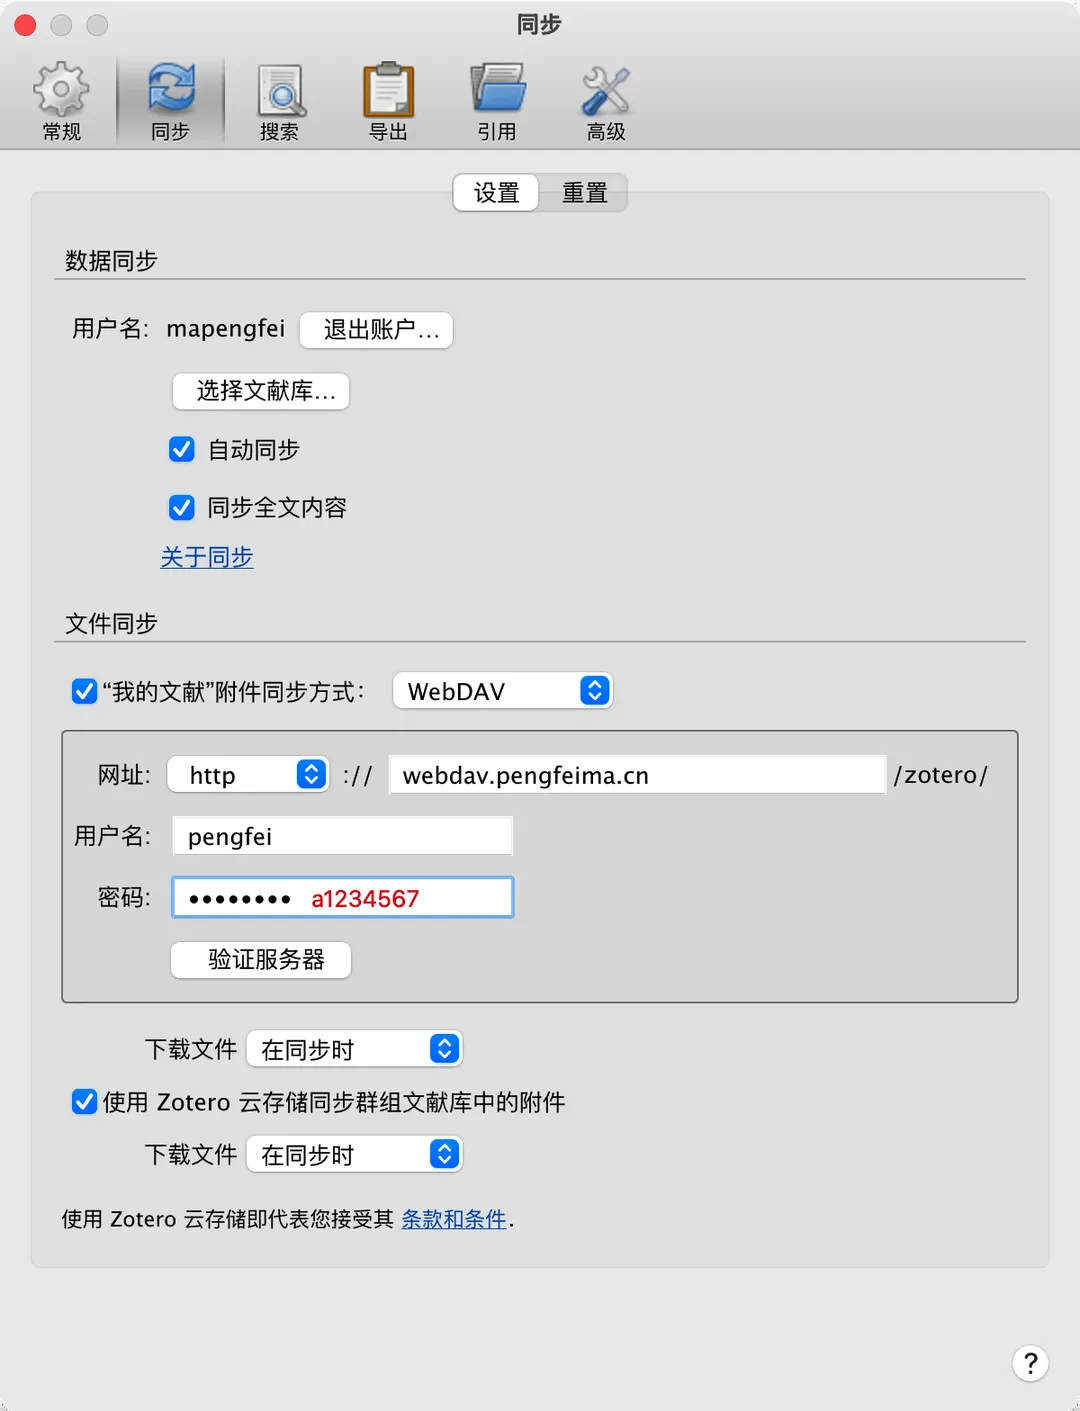 同步
常规 同步 搜索 导出 引用 高级
设置 重置
数据同步
用户名: mapengfei 退出账户...
选择文献库...
自动同步
同步全文内容
关于同步
文件同步
“我的文献”附件同步方式: WebDAV
网址: http :// webdav.pengfeima.cn /zotero/
用户名: pengfei
密码: •••••••• a1234567
验证服务器
下载文件 在同步时
使用 Zotero 云存储同步群组文献库中的附件
下载文件 在同步时
使用 Zotero 云存储即代表您接受其 条款和条件.
?